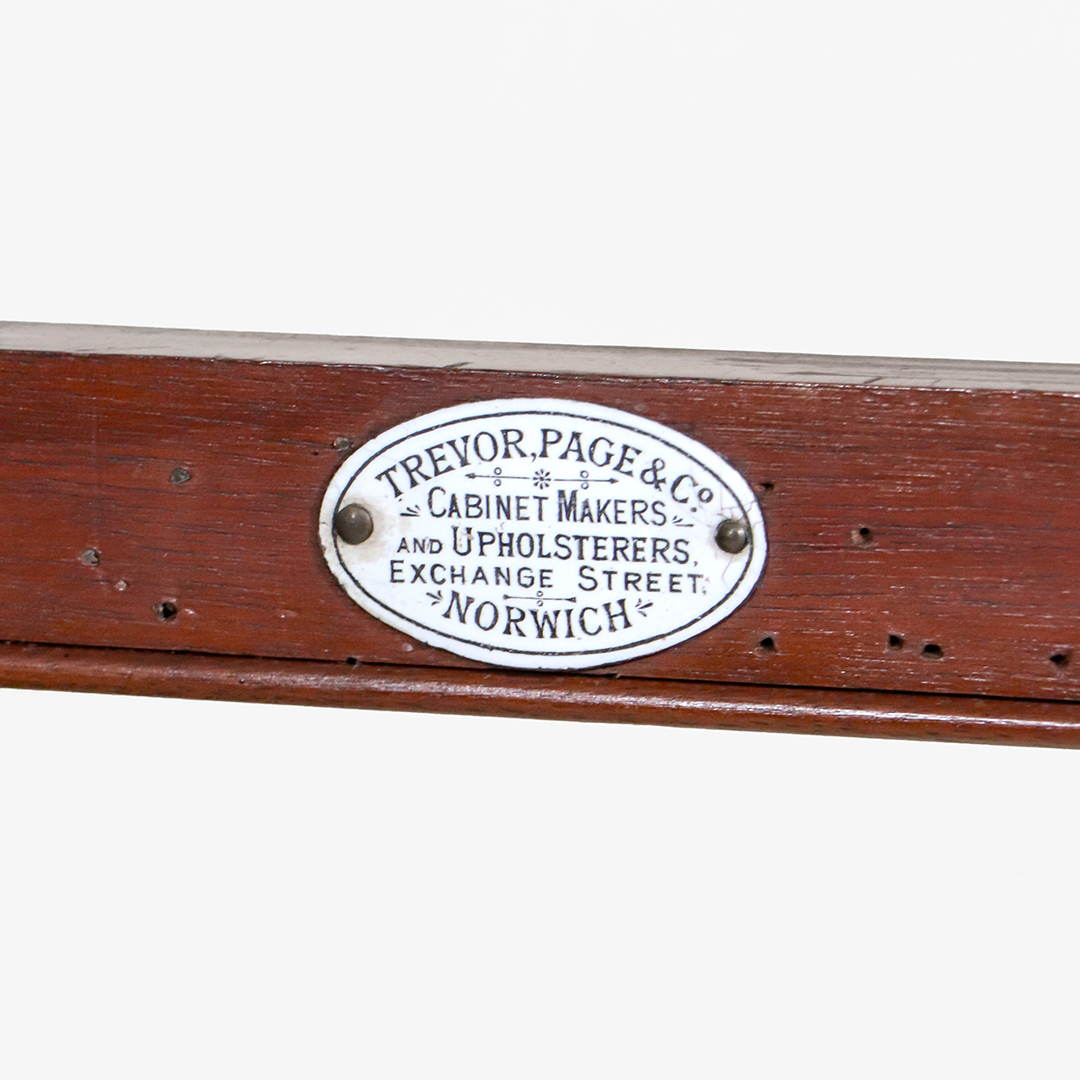 TREVOR, PAGE & Co
CABINET MAKERS
AND UPHOLSTERERS,
EXCHANGE STREET,
NORWICH